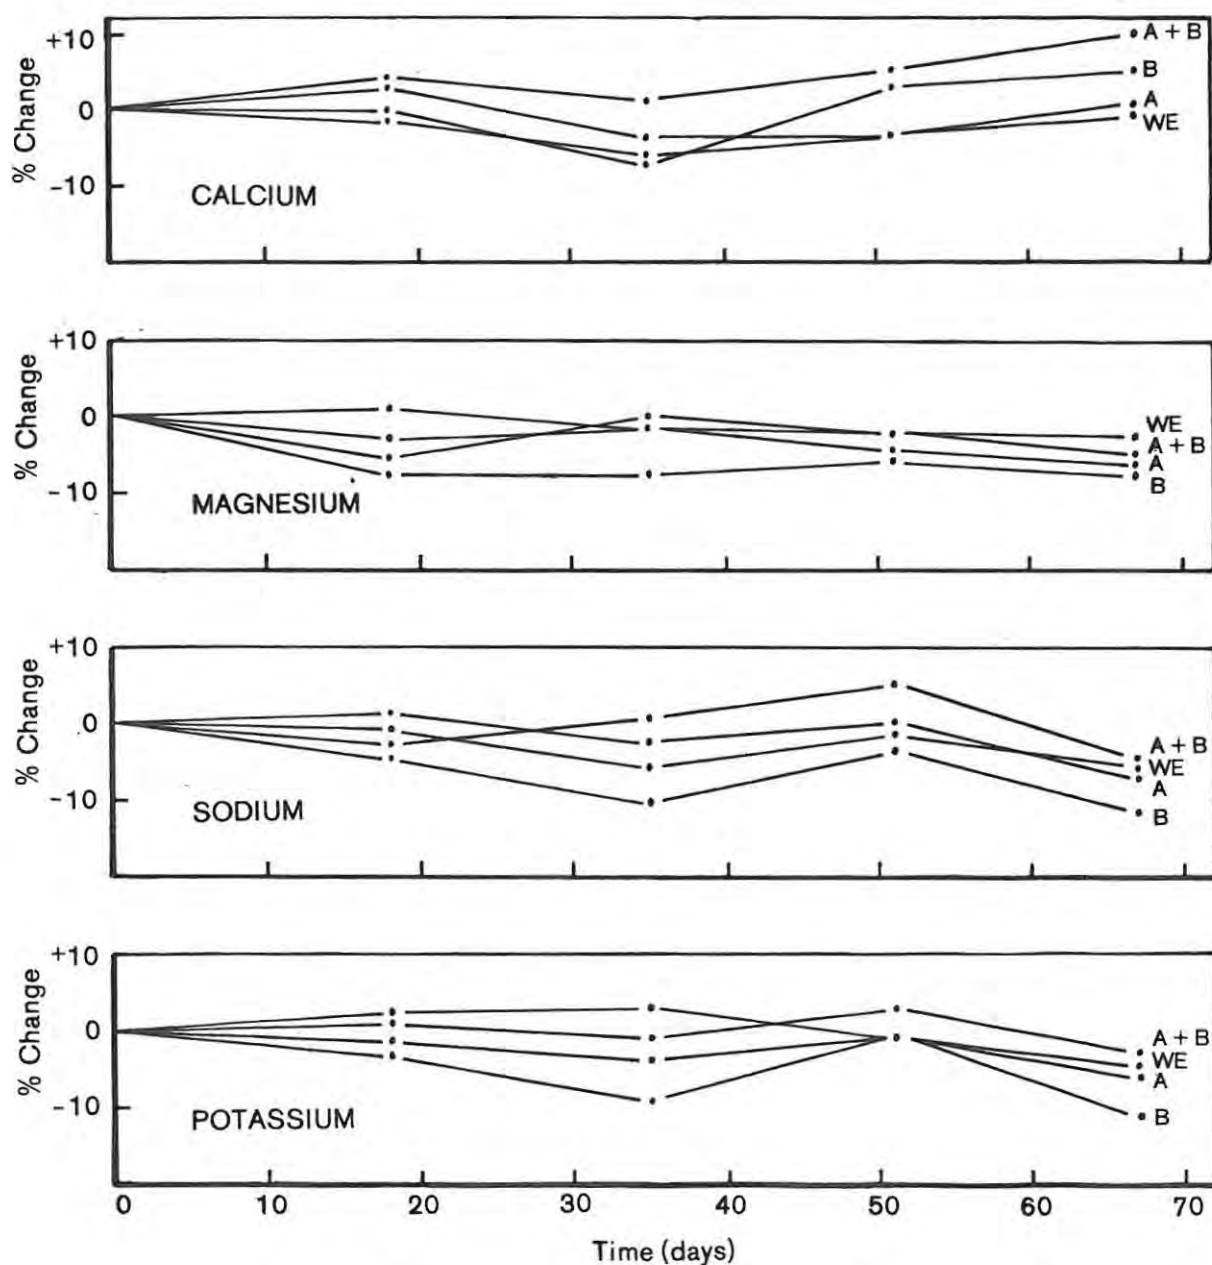 % Change
+10
0
-10
CALCIUM
A + B
B
A
WE
% Change
+10
0
-10
MAGNESIUM
WE
A + B
A
B
% Change
+10
0
-10
SODIUM
A + B
WE
A
B
% Change
+10
0
-10
POTASSIUM
A + B
WE
A
B
0 10 20 30 40 50 60 70
Time (days)